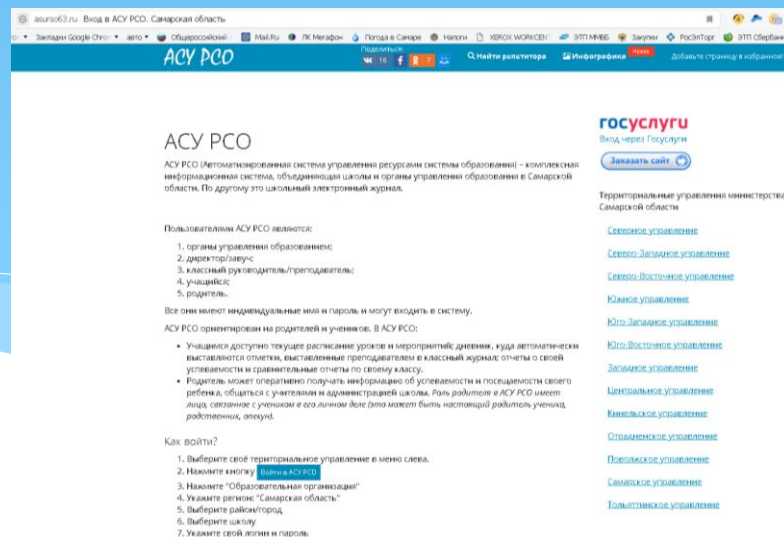 asurso63.ru Вход в АСУ РСО. Самарская область
Закладки Google Chro авто Общероссийский Mail.Ru ЛК Мегафон Погода в Самаре Налоги XEROX WORKCEN ЭТП ММВБ Закупки РосЭлТорг ЭТП Сбербанк
АСУ РСО
Поделиться:
16 7
Найти репетитора Инфографика Новое Добавьте страницу в избранное!
АСУ РСО
АСУ РСО (Автоматизированная система управления ресурсами системы образования) – комплексная
информационная система, объединяющая школы и органы управления образования в Самарской
области. По другому это школьный электронный журнал.
Пользователями АСУ РСО являются:
1. органы управления образованием;
2. директор/завуч;
3. классный руководитель/преподаватель;
4. учащийся;
5. родитель.
Все они имеют индивидуальные имя и пароль и могут входить в систему.
АСУ РСО ориентирован на родителей и учеников. В АСУ РСО:
• Учащимся доступно текущее расписание уроков и мероприятий; дневник, куда автоматически
выставляются отметки, выставленные преподавателем в классный журнал; отчеты о своей
успеваемости и сравнительные отчеты по своему классу.
• Родитель может оперативно получать информацию об успеваемости и посещаемости своего
ребенка, общаться с учителями и администрацией школы. Роль родителя в АСУ РСО имеет
лицо, связанное с учеником в его личном деле (это может быть настоящий родитель ученика,
родственник, опекун).
Как войти?
1. Выберите своё териториальное управление в меню слева.
2. Нажмите кнопку Войти в АСУ РСО
3. Нажмите "Образовательная организация"
4. Укажите регион: "Самарская область"
5. Выберите район/город
6. Выберите школу
7. Укажите свой логин и пароль
госуслуги
Вход через Госуслуги
Заказать сайт
Территориальные управления министерства
Самарской области
Северное управление
Северо-Западное управление
Северо-Восточное управление
Южное управление
Юго-Западное управление
Юго-Восточное управление
Западное управление
Центральное управление
Кинельское управление
Отрадненское управление
Поволжское управление
Самарское управление
Тольяттинское управление